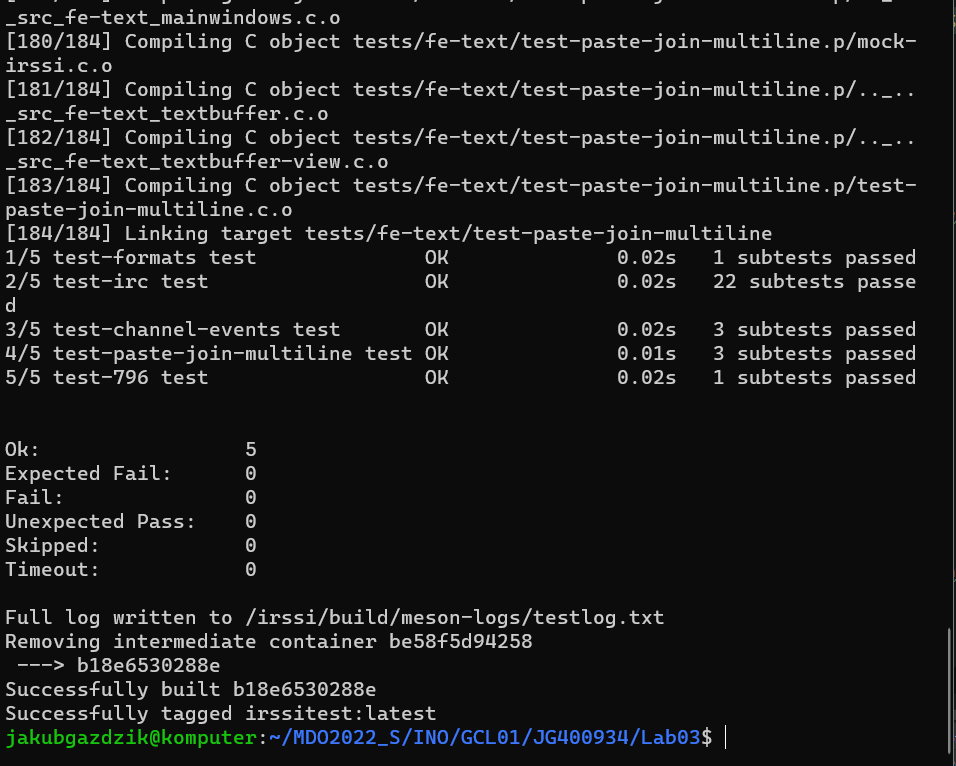 _src_fe-text_mainwindows.c.o
[180/184] Compiling C object tests/fe-text/test-paste-join-multiline.p/mock-
irssi.c.o
[181/184] Compiling C object tests/fe-text/test-paste-join-multiline.p/.._..
_src_fe-text_textbuffer.c.o
[182/184] Compiling C object tests/fe-text/test-paste-join-multiline.p/.._..
_src_fe-text_textbuffer-view.c.o
[183/184] Compiling C object tests/fe-text/test-paste-join-multiline.p/test-
paste-join-multiline.c.o
[184/184] Linking target tests/fe-text/test-paste-join-multiline
1/5 test-formats test              OK              0.02s   1 subtests passed
2/5 test-irc test                  OK              0.02s   22 subtests passe
d
3/5 test-channel-events test       OK              0.02s   3 subtests passed
4/5 test-paste-join-multiline test OK              0.01s   3 subtests passed
5/5 test-796 test                  OK              0.02s   1 subtests passed
Ok:                 5
Expected Fail:      0
Fail:               0
Unexpected Pass:    0
Skipped:            0
Timeout:            0
Full log written to /irssi/build/meson-logs/testlog.txt
Removing intermediate container be58f5d94258
 ---> b18e6530288e
Successfully built b18e6530288e
Successfully tagged irssitest:latest
jakubgazdzik@komputer:~/MDO2022_S/INO/GCL01/JG400934/Lab03$